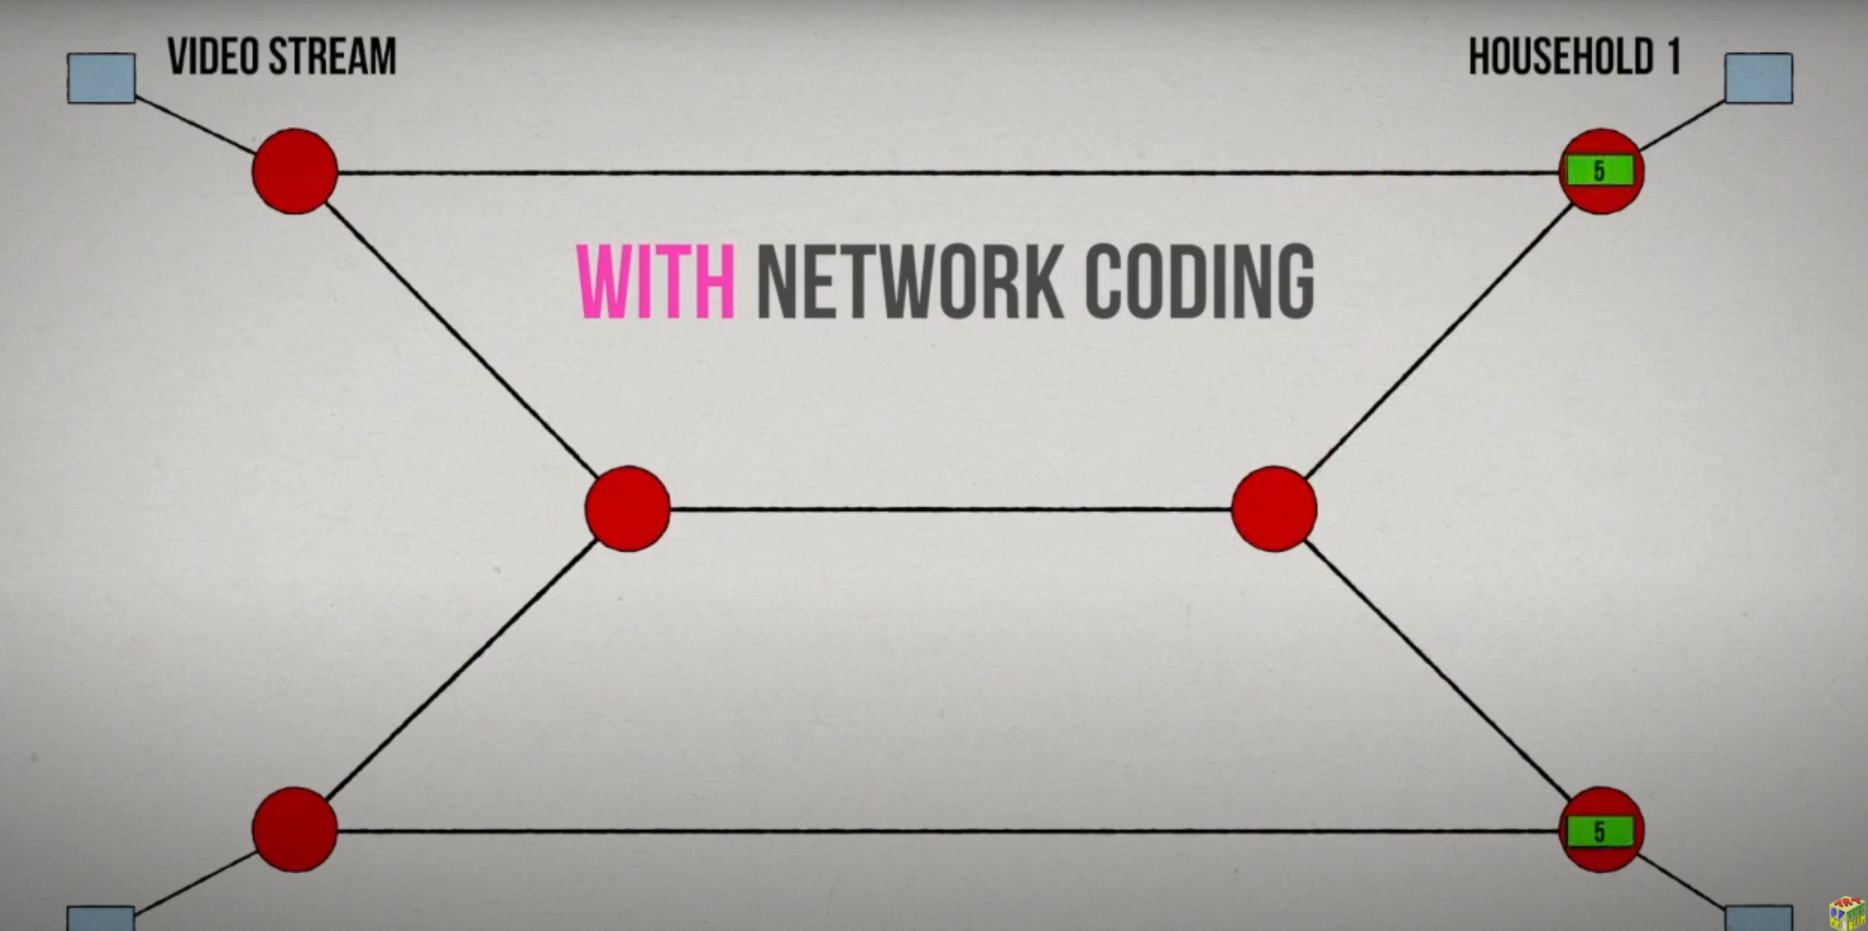 VIDEO STREAM
HOUSEHOLD 1
5
WITH NETWORK CODING
5